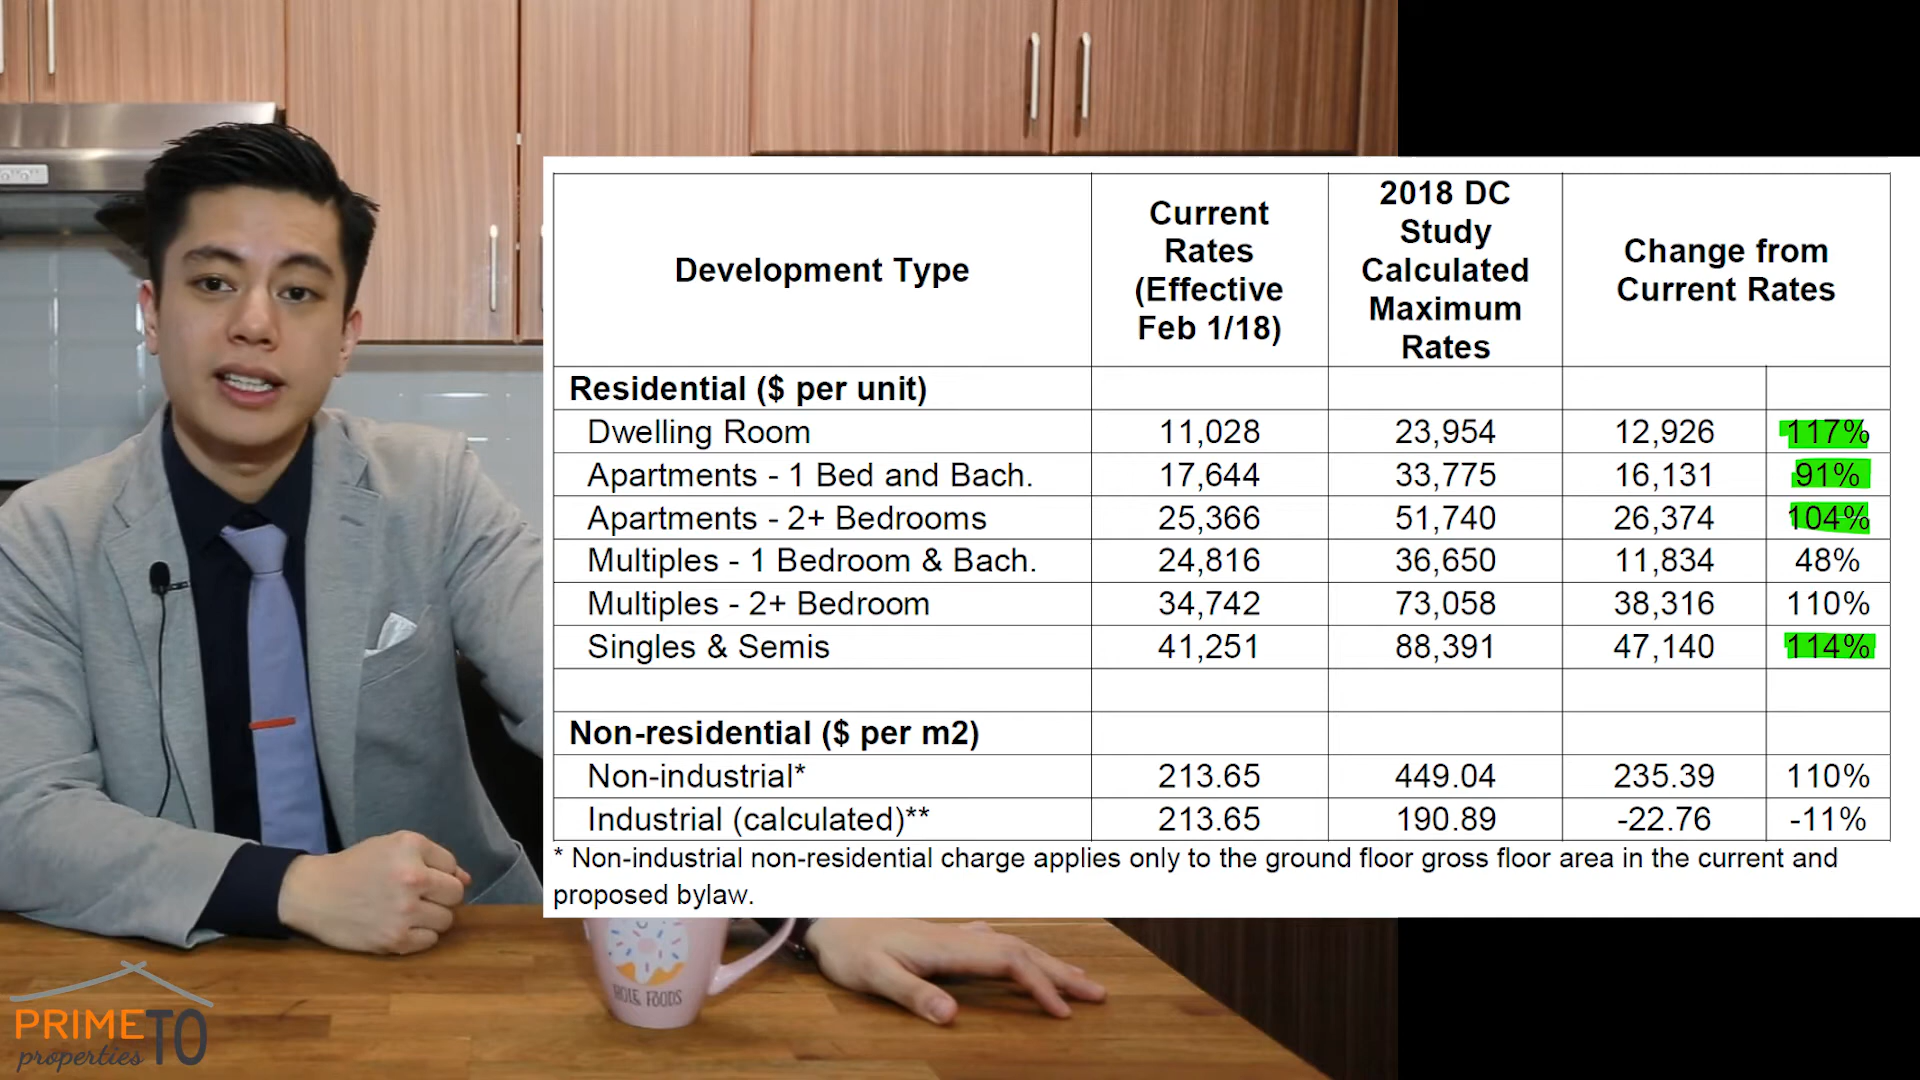 Development Type
Current
Rates
(Effective
Feb 1/18)
2018 DC
Study
Calculated
Maximum
Rates
Change from
Current Rates
Residential ($ per unit)
Dwelling Room 11,028 23,954 12,926 117%
Apartments - 1 Bed and Bach. 17,644 33,775 16,131 91%
Apartments - 2+ Bedrooms 25,366 51,740 26,374 104%
Multiples - 1 Bedroom & Bach. 24,816 36,650 11,834 48%
Multiples - 2+ Bedroom 34,742 73,058 38,316 110%
Singles & Semis 41,251 88,391 47,140 114%
Non-residential ($ per m2)
Non-industrial* 213.65 449.04 235.39 110%
Industrial (calculated)** 213.65 190.89 -22.76 -11%
* Non-industrial non-residential charge applies only to the ground floor gross floor area in the current and
proposed bylaw.
HOLE FOODS
PRIME TO
properties